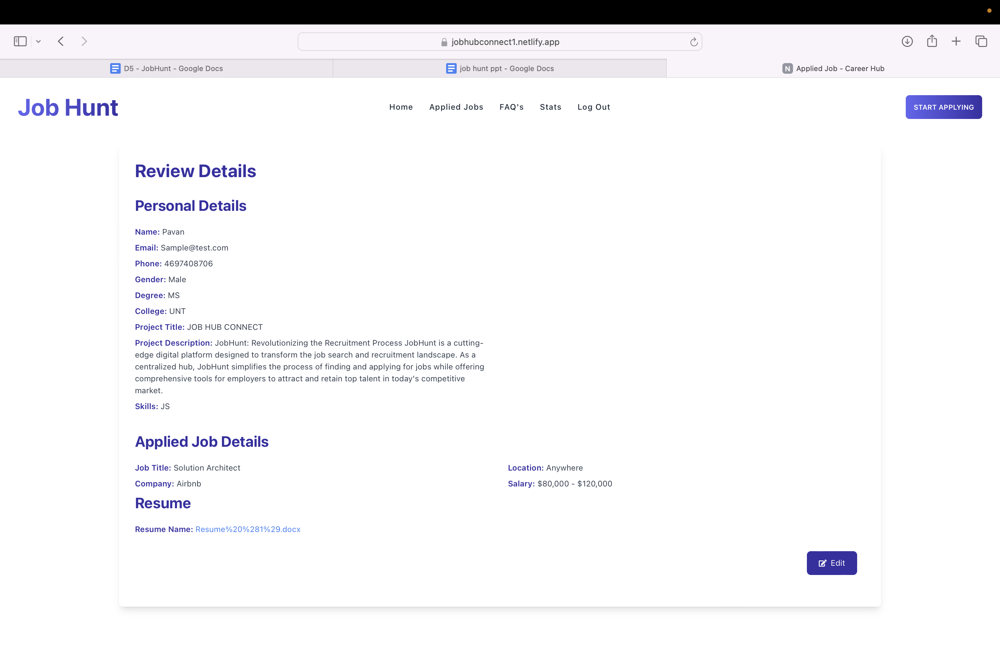 jobhubconnect1.netlify.app
D5 - JobHunt - Google Docs
job hunt ppt - Google Docs
N Applied Job - Career Hub
Job Hunt
Home
Applied Jobs
FAQ's
Stats
Log Out
START APPLYING
Review Details
Personal Details
Name: Pavan
Email: Sample@test.com
Phone: 4697408706
Gender: Male
Degree: MS
College: UNT
Project Title: JOB HUB CONNECT
Project Description: JobHunt: Revolutionizing the Recruitment Process JobHunt is a cutting-
edge digital platform designed to transform the job search and recruitment landscape. As a
centralized hub, JobHunt simplifies the process of finding and applying for jobs while offering
comprehensive tools for employers to attract and retain top talent in today's competitive
market.
Skills: JS
Applied Job Details
Job Title: Solution Architect
Company: Airbnb
Location: Anywhere
Salary: $80,000 - $120,000
Resume
Resume Name: Resume%20%281%29.docx
Edit